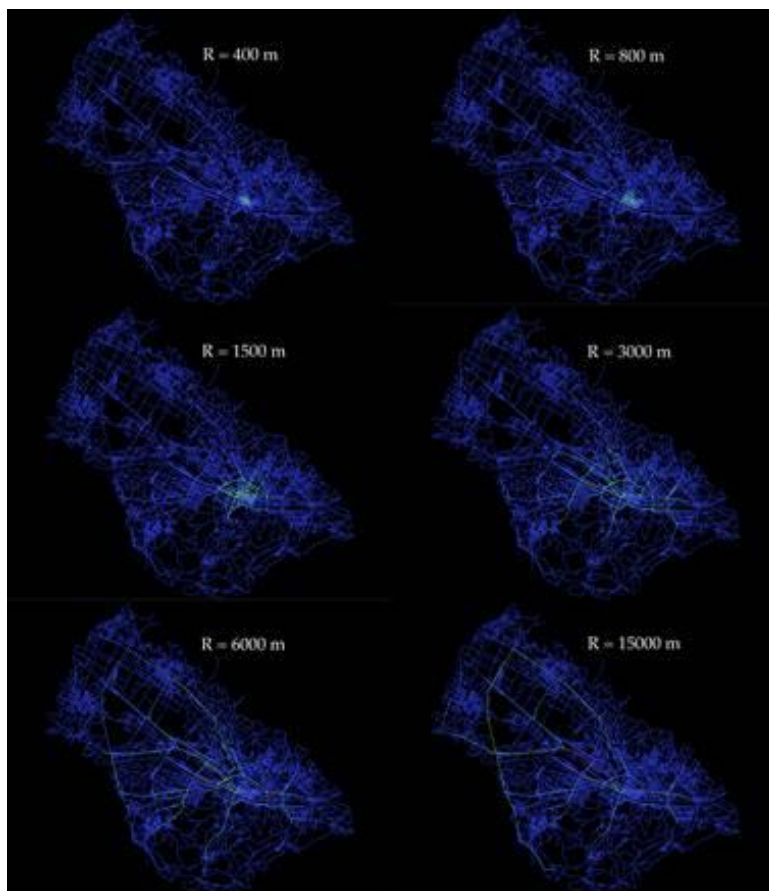 R = 400 m
R = 800 m
R = 1500 m
R = 3000 m
R = 6000 m
R = 15000 m